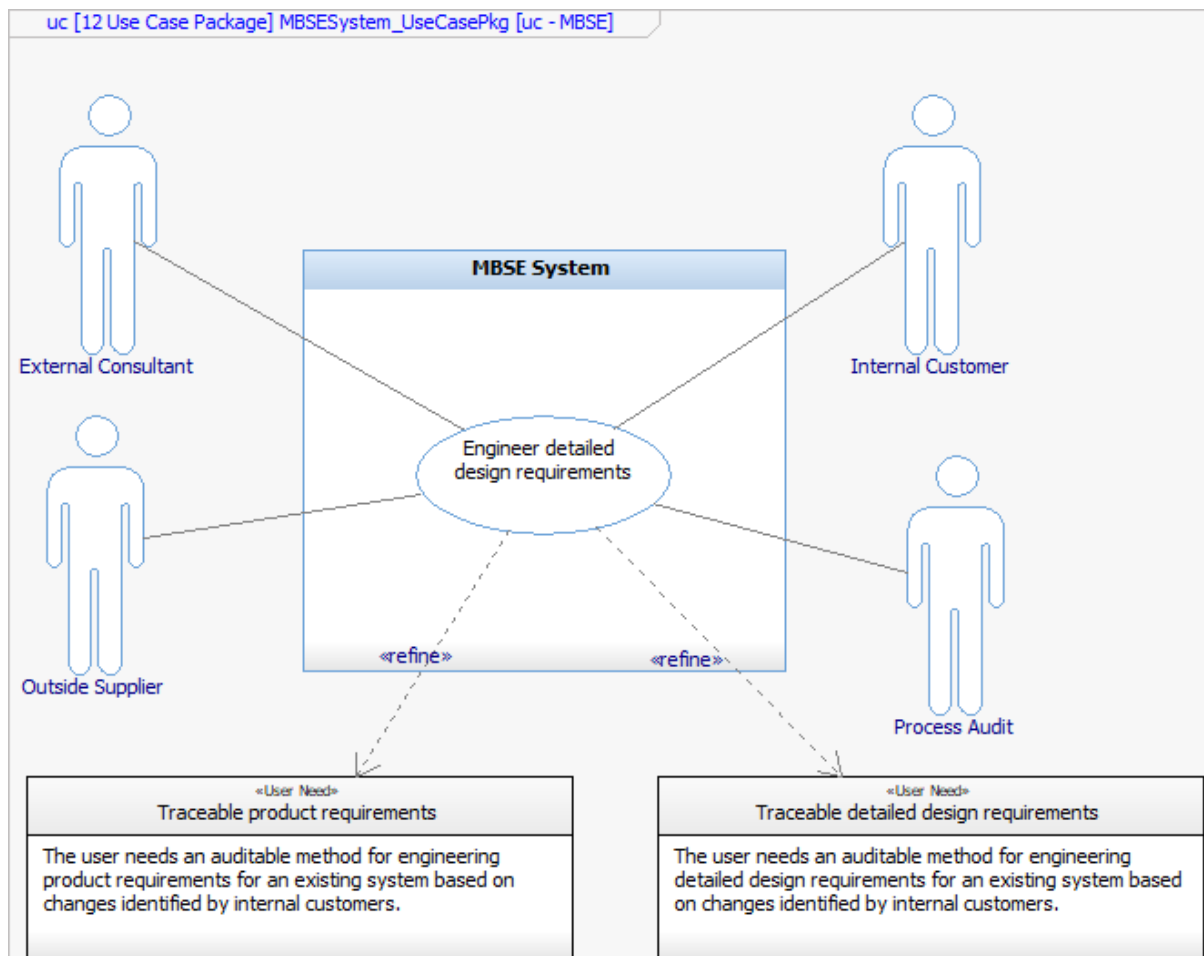 uc [12 Use Case Package] MBSESystem_UseCasePkg [uc - MBSE]
MBSE System
External Consultant
Internal Customer
Engineer detailed
design requirements
Outside Supplier
Process Audit
«refine»
«refine»
«User Need»
Traceable product requirements
The user needs an auditable method for engineering
product requirements for an existing system based on
changes identified by internal customers.
«User Need»
Traceable detailed design requirements
The user needs an auditable method for engineering
detailed design requirements for an existing system based
on changes identified by internal customers.